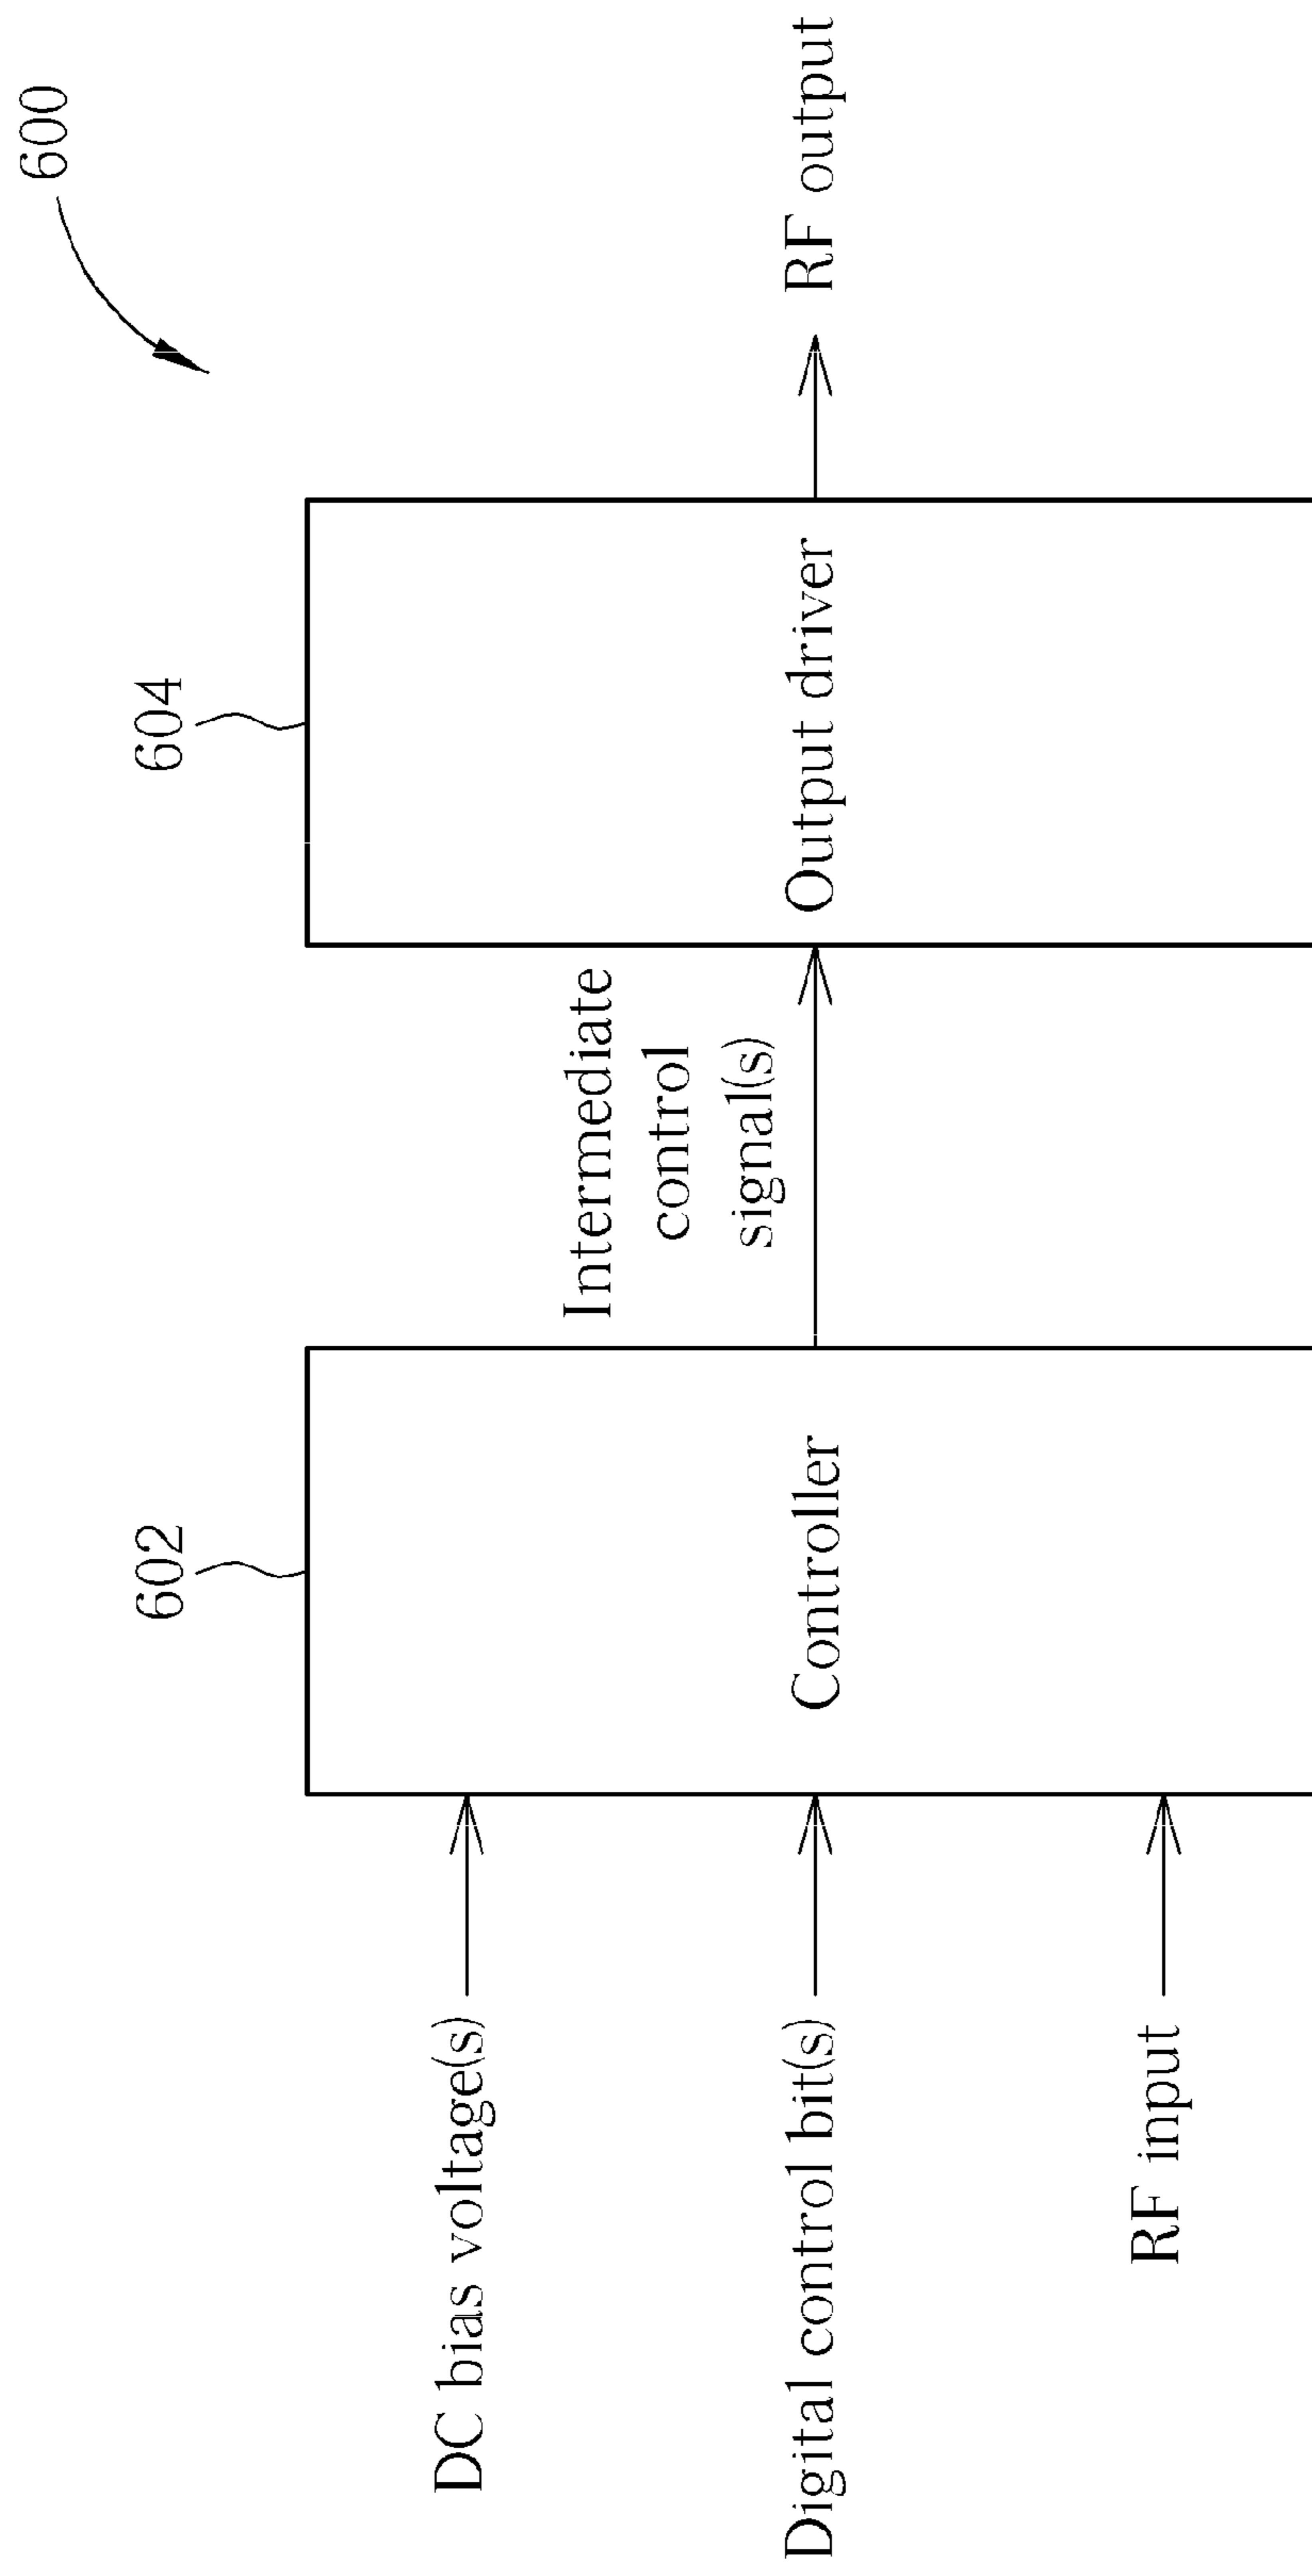 600
602
604
DC bias voltage(s)
Digital control bit(s)
RF input
Controller
Intermediate
control
signal(s)
Output driver
RF output